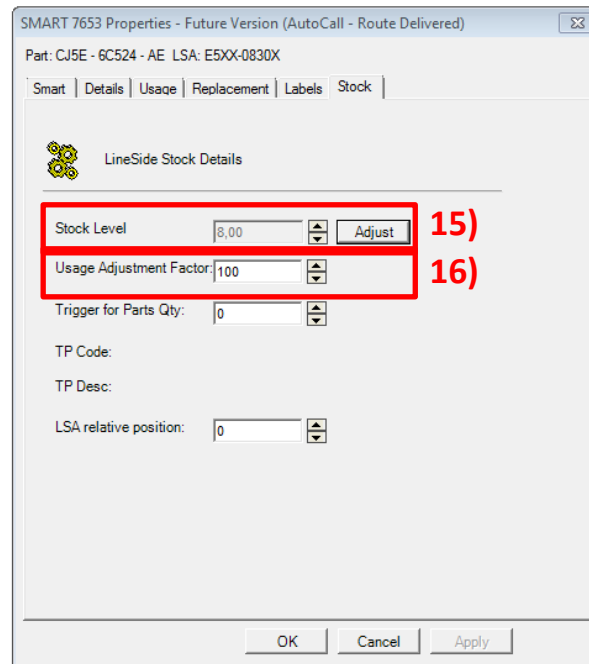 SMART 7653 Properties - Future Version (AutoCall - Route Delivered)
Part: CJ5E - 6C524 - AE LSA: E5XX-0830X
Smart Details Usage Replacement Labels Stock
LineSide Stock Details
Stock Level 8,00 Adjust 15)
Usage Adjustment Factor: 100 16)
Trigger for Parts Qty: 0
TP Code:
TP Desc:
LSA relative position: 0
OK Cancel Apply